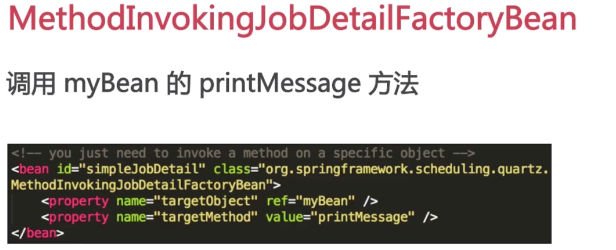 MethodInvokingJobDetailFactoryBean
调用 myBean 的 printMessage 方法
<!-- you just need to invoke a method on a specific object -->
<bean id="simpleJobDetail" class="org.springframework.scheduling.quartz.
MethodInvokingJobDetailFactoryBean">
<property name="targetObject" ref="myBean" />
<property name="targetMethod" value="printMessage" />
</bean>